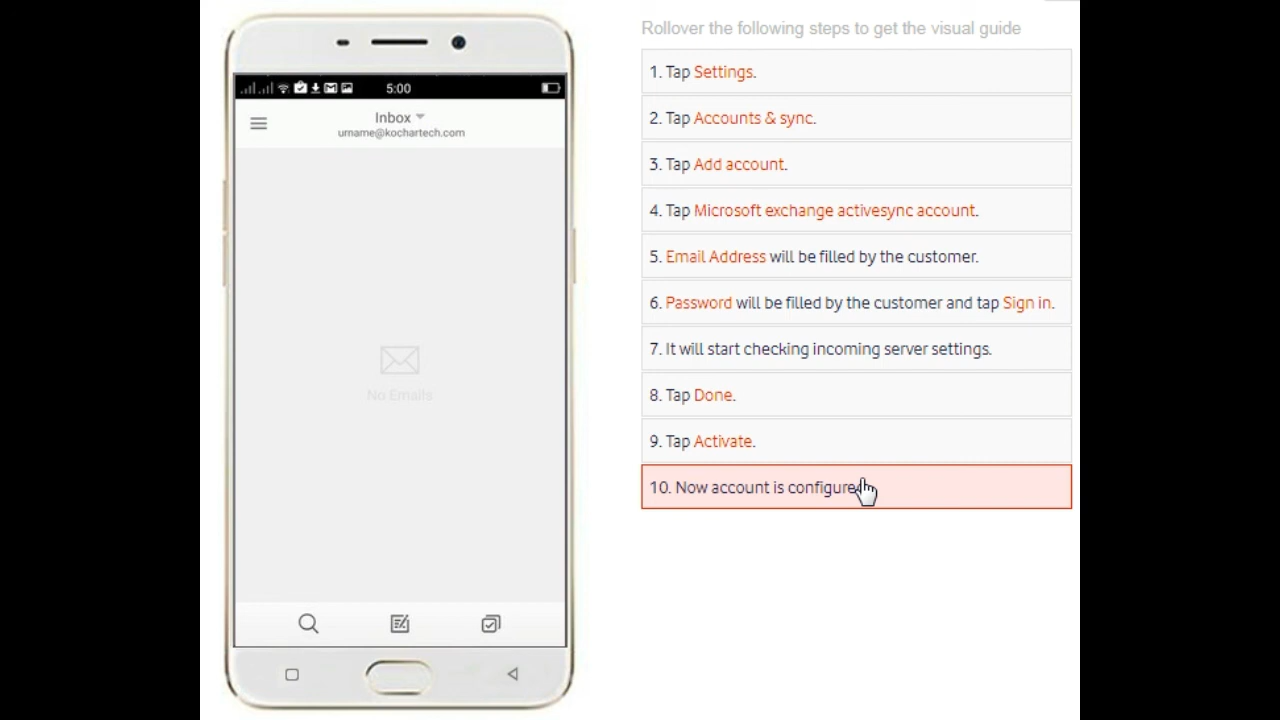 5:00
Inbox
urname@kochartech.com
No Emails
Rollover the following steps to get the visual guide
1. Tap Settings.
2. Tap Accounts & sync.
3. Tap Add account.
4. Tap Microsoft exchange activesync account.
5. Email Address will be filled by the customer.
6. Password will be filled by the customer and tap Sign in.
7. It will start checking incoming server settings.
8. Tap Done.
9. Tap Activate.
10. Now account is configured